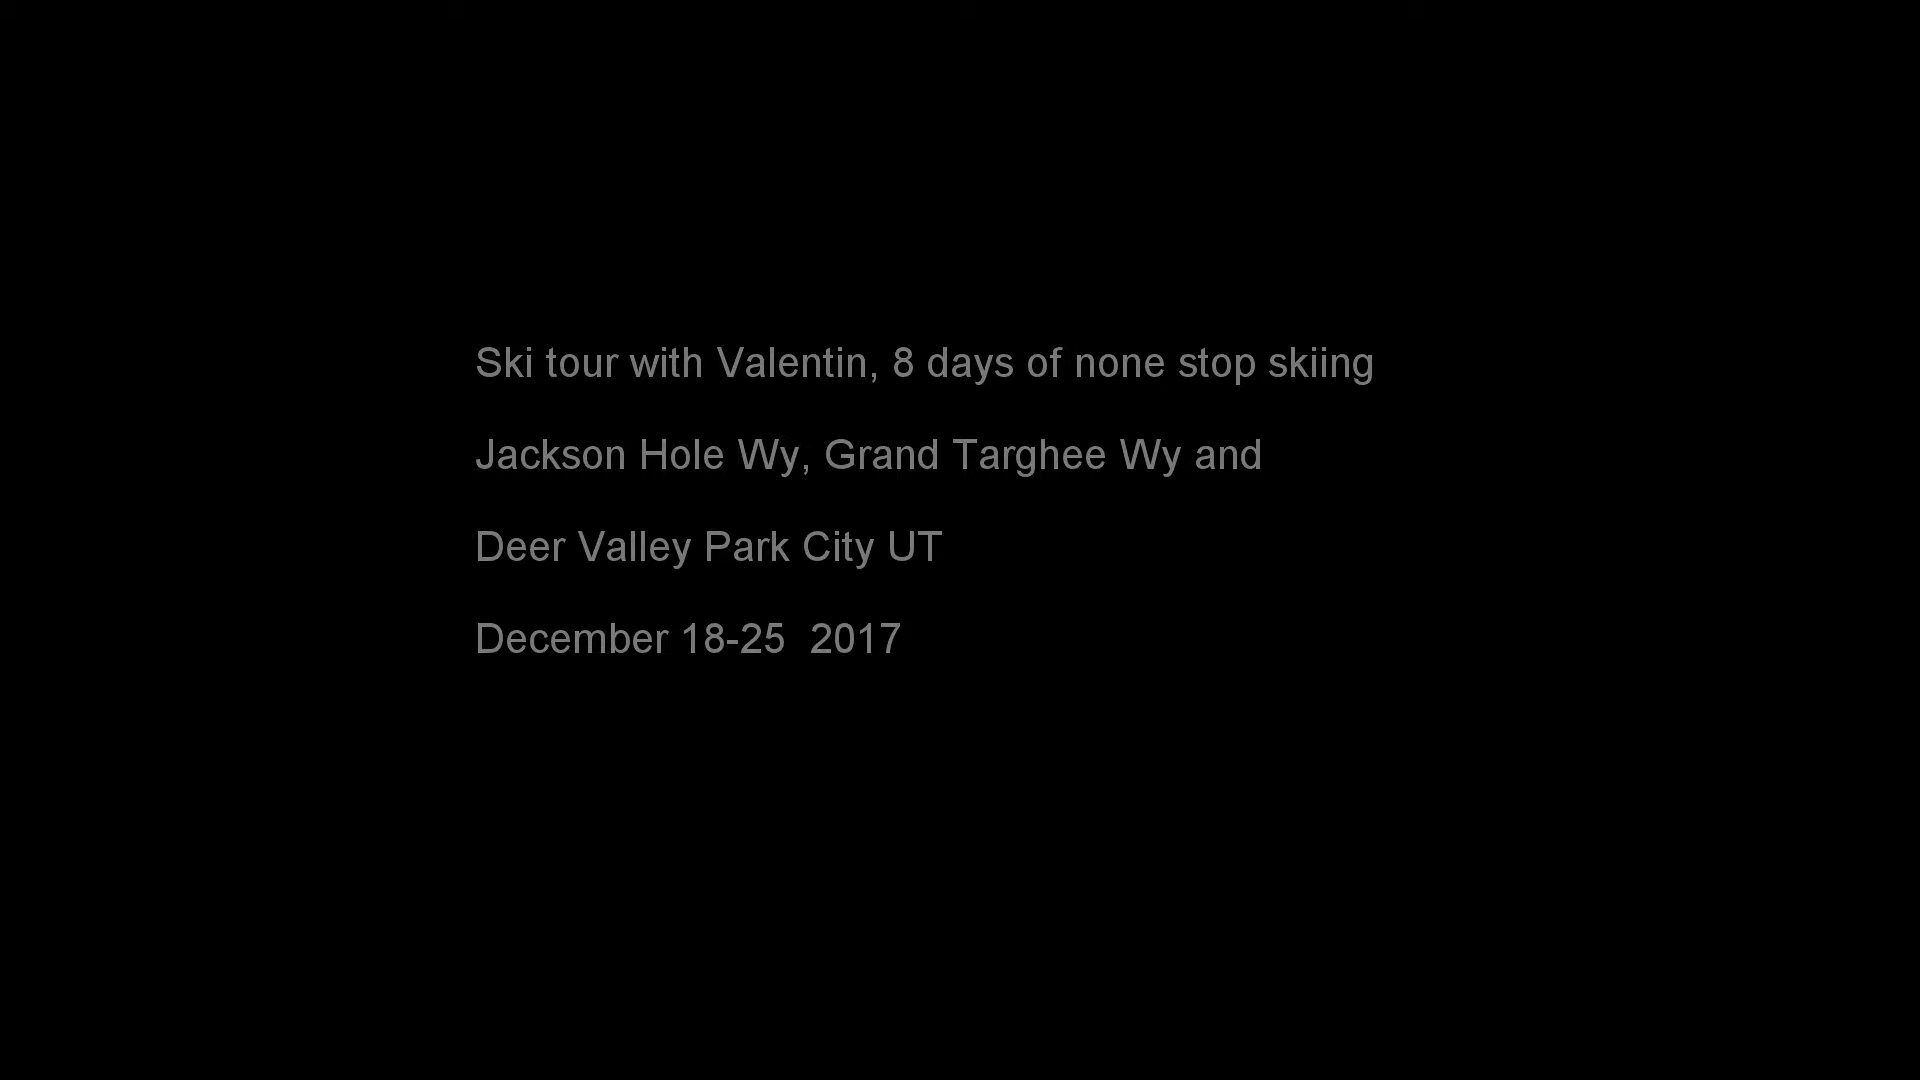 Ski tour with Valentin, 8 days of none stop skiing
Jackson Hole Wy, Grand Targhee Wy and
Deer Valley Park City UT
December 18-25  2017